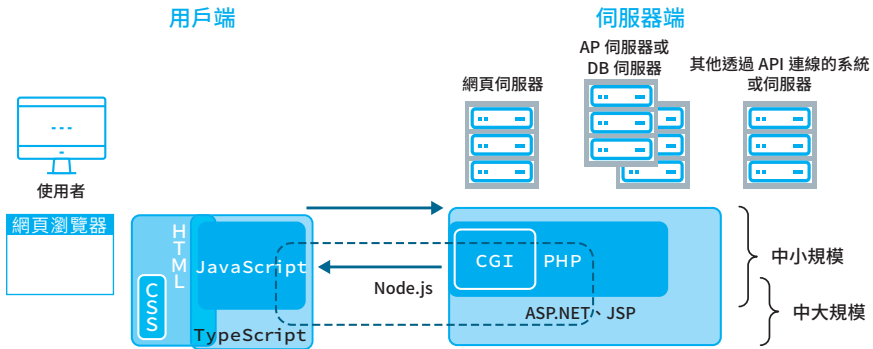 用戶端
伺服器端
AP 伺服器或
DB 伺服器
其他透過 API 連線的系統
或伺服器
網頁伺服器
使用者
網頁瀏覽器
HTML
CSS
JavaScript
TypeScript
Node.js
CGI
PHP
ASP.NET、JSP
中小規模
中大規模